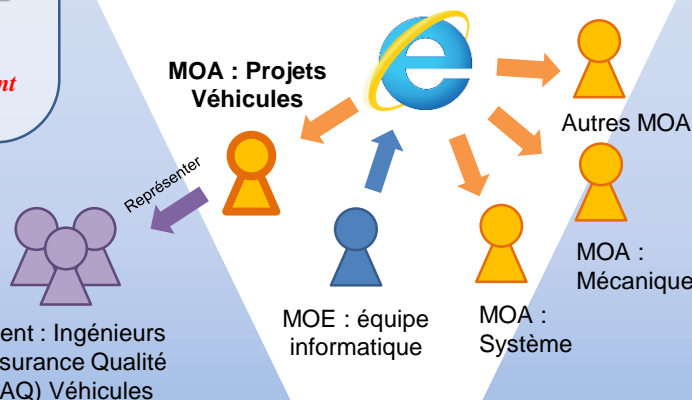 nt
MOA : Projets
Véhicules
Autres MOA
Représenter
MOA :
Mécanique
MOE : équipe
informatique
MOA :
Système
ent : Ingénieurs
surance Qualité
AQ) Véhicules